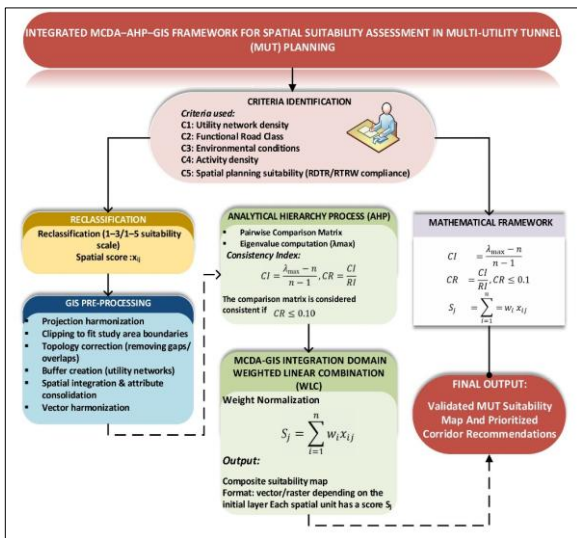 INTEGRATED MCDA–AHP–GIS FRAMEWORK FOR SPATIAL SUITABILITY ASSESSMENT IN MULTI-UTILITY TUNNEL
(MUT) PLANNING
CRITERIA IDENTIFICATION
Criteria used:
C1: Utility network density
C2: Functional Road Class
C3: Environmental conditions
C4: Activity density
C5: Spatial planning suitability (RDTR/RTRW compliance)
RECLASSIFICATION
Reclassification (1–3/1–5 suitability
scale)
Spatial score :xᵢⱼ
GIS PRE-PROCESSING
▪ Projection harmonization
▪ Clipping to fit study area boundaries
▪ Topology correction (removing gaps/
overlaps)
▪ Buffer creation (utility networks)
▪ Spatial integration & attribute
consolidation
▪ Vector harmonization
ANALYTICAL HIERARCHY PROCESS (AHP)
• Pairwise Comparison Matrix
• Eigenvalue computation (λmax)
Consistency Index:
CI = (λmax − n)/(n − 1), CR = CI/RI
The comparison matrix is considered
consistent if CR ≤ 0.10
MCDA-GIS INTEGRATION DOMAIN
WEIGHTED LINEAR COMBINATION
(WLC)
Weight Normalization
Sⱼ = ∑ⁿᵢ₌₁ wᵢxᵢⱼ
Output:
Composite suitability map
Format: vector/raster depending on the
initial layer Each spatial unit has a score Sⱼ
MATHEMATICAL FRAMEWORK
CI = (λmax − n)/(n − 1)
CR = CI/RI, CR ≤ 0.1
Sⱼ = ∑ⁿᵢ₌₁ = wᵢ xᵢⱼ
FINAL OUTPUT:
Validated MUT Suitability
Map And Prioritized
Corridor Recommendations